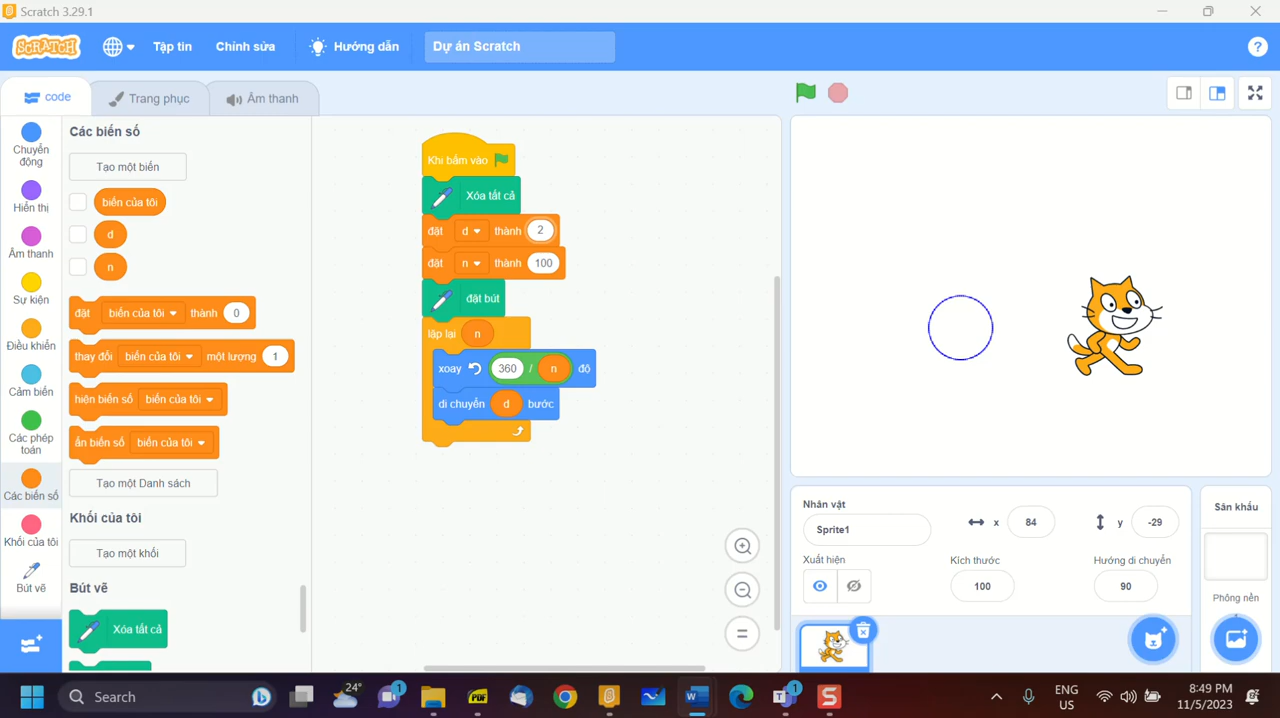 Scratch 3.29.1
SCRATCH
Tập tin
Chỉnh sửa
Hướng dẫn
Dự án Scratch
?
code
Trang phục
Âm thanh
Chuyển động
Hiển thị
Âm thanh
Sự kiện
Điều khiển
Cảm biến
Các phép toán
Các biến số
Khối của tôi
Bút vẽ
Các biến số
Tạo một biến
biến của tôi
d
n
đặt biến của tôi thành 0
thay đổi biến của tôi một lượng 1
hiện biến số biến của tôi
ẩn biến số biến của tôi
Tạo một Danh sách
Khối của tôi
Tạo một khối
Bút vẽ
Xóa tất cả
Khi bấm vào
Xóa tất cả
đặt d thành 2
đặt n thành 100
đặt bút
lặp lại n
xoay 360 / n độ
di chuyển d bước
Nhân vật
Sprite1
x 84
y -29
Xuất hiện
Kích thước
100
Hướng di chuyển
90
Sân khấu
Phông nền
Search
24°
1
PDF
1
ENG
US
8:49 PM
11/5/2023